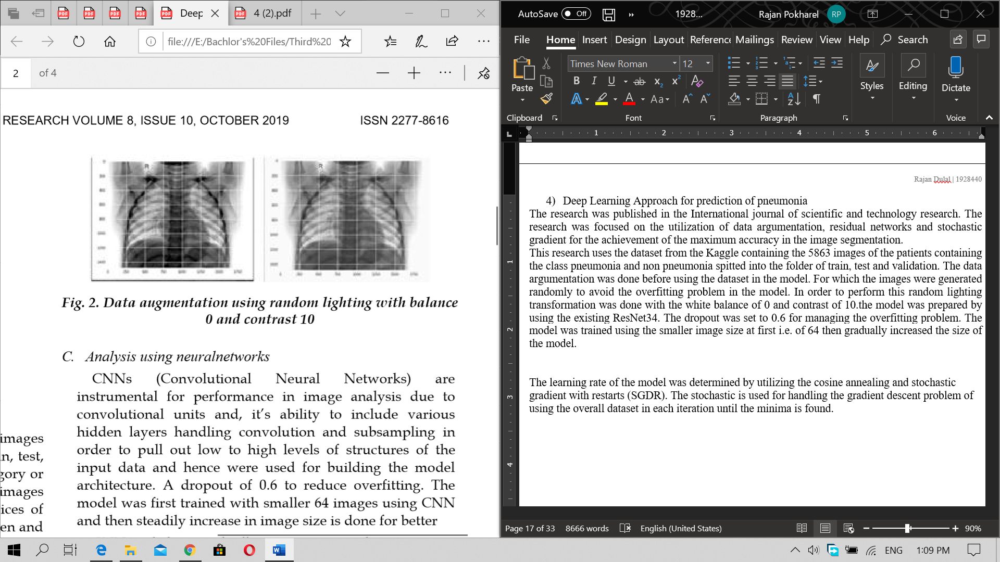 Deep
4 (2).pdf
file:///E:/Bachlor's%20Files/Third%20
2 of 4
RESEARCH VOLUME 8, ISSUE 10, OCTOBER 2019 ISSN 2277-8616
R R
Fig. 2. Data augmentation using random lighting with balance
0 and contrast 10
C. Analysis using neuralnetworks
CNNs (Convolutional Neural Networks) are
instrumental for performance in image analysis due to
convolutional units and, it's ability to include various
hidden layers handling convolution and subsampling in
order to pull out low to high levels of structures of the
input data and hence were used for building the model
architecture. A dropout of 0.6 to reduce overfitting. The
model was first trained with smaller 64 images using CNN
and then steadily increase in image size is done for better
images
n, test,
gory or
images
ices of
en and
AutoSave Off 1928... Rajan Pokharel RP
File Home Insert Design Layout Referenc Mailings Review View Help Search
Times New Roman 12
Paste Styles Editing Dictate
Clipboard Font Paragraph Voice
1 2 3 4 5 6
Rajan Dulal | 1928440
4) Deep Learning Approach for prediction of pneumonia
The research was published in the International journal of scientific and technology research. The
research was focused on the utilization of data argumentation, residual networks and stochastic
gradient for the achievement of the maximum accuracy in the image segmentation.
This research uses the dataset from the Kaggle containing the 5863 images of the patients containing
the class pneumonia and non pneumonia spitted into the folder of train, test and validation. The data
argumentation was done before using the dataset in the model. For which the images were generated
randomly to avoid the overfitting problem in the model. In order to perform this random lighting
transformation was done with the white balance of 0 and contrast of 10.the model was prepared by
using the existing ResNet34. The dropout was set to 0.6 for managing the overfitting problem. The
model was trained using the smaller image size at first i.e. of 64 then gradually increased the size of
the model.
The learning rate of the model was determined by utilizing the cosine annealing and stochastic
gradient with restarts (SGDR). The stochastic is used for handling the gradient descent problem of
using the overall dataset in each iteration until the minima is found.
1
2
3
4
Page 17 of 33 8666 words English (United States) 90%
ENG 1:09 PM